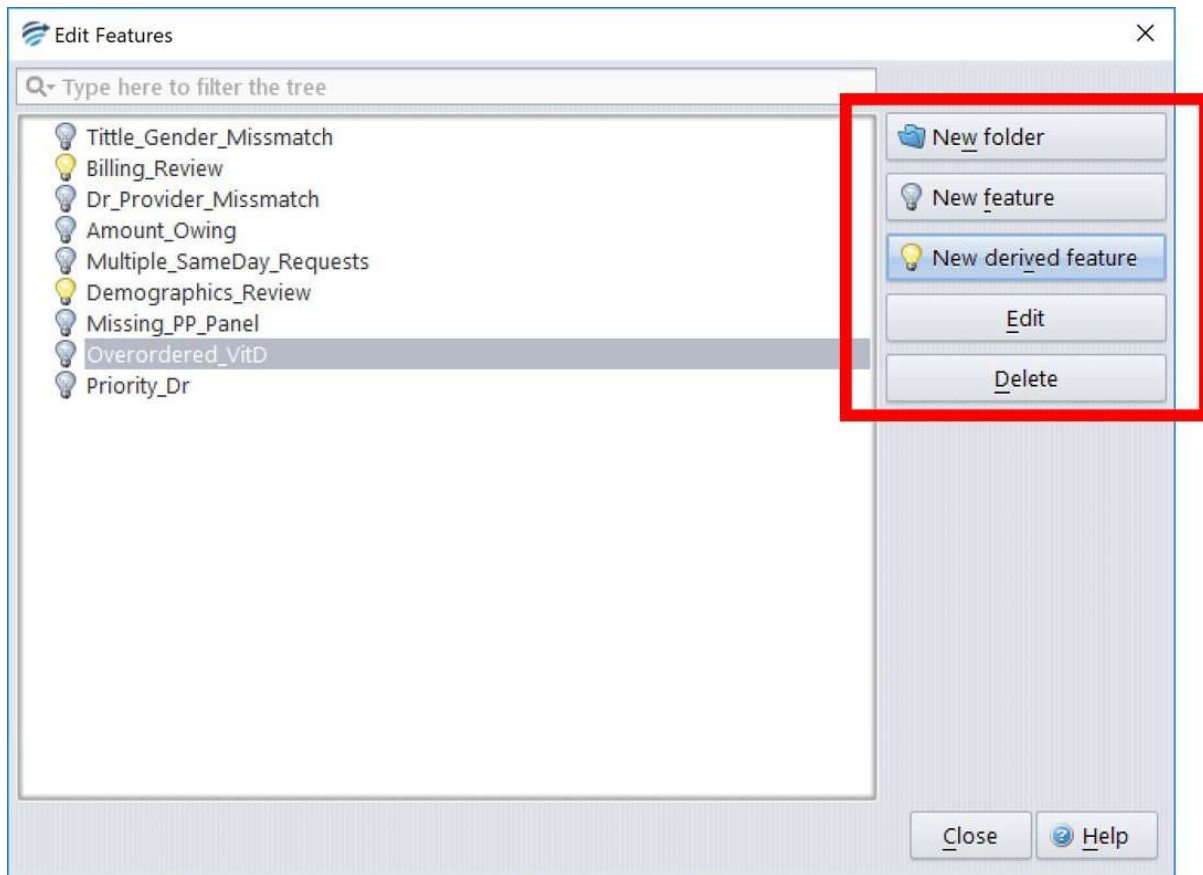 Edit Features
Type here to filter the tree
Tittle_Gender_Missmatch
Billing_Review
Dr_Provider_Missmatch
Amount_Owing
Multiple_SameDay_Requests
Demographics_Review
Missing_PP_Panel
Overordered_VitD
Priority_Dr
New folder
New feature
New derived feature
Edit
Delete
Close
Help